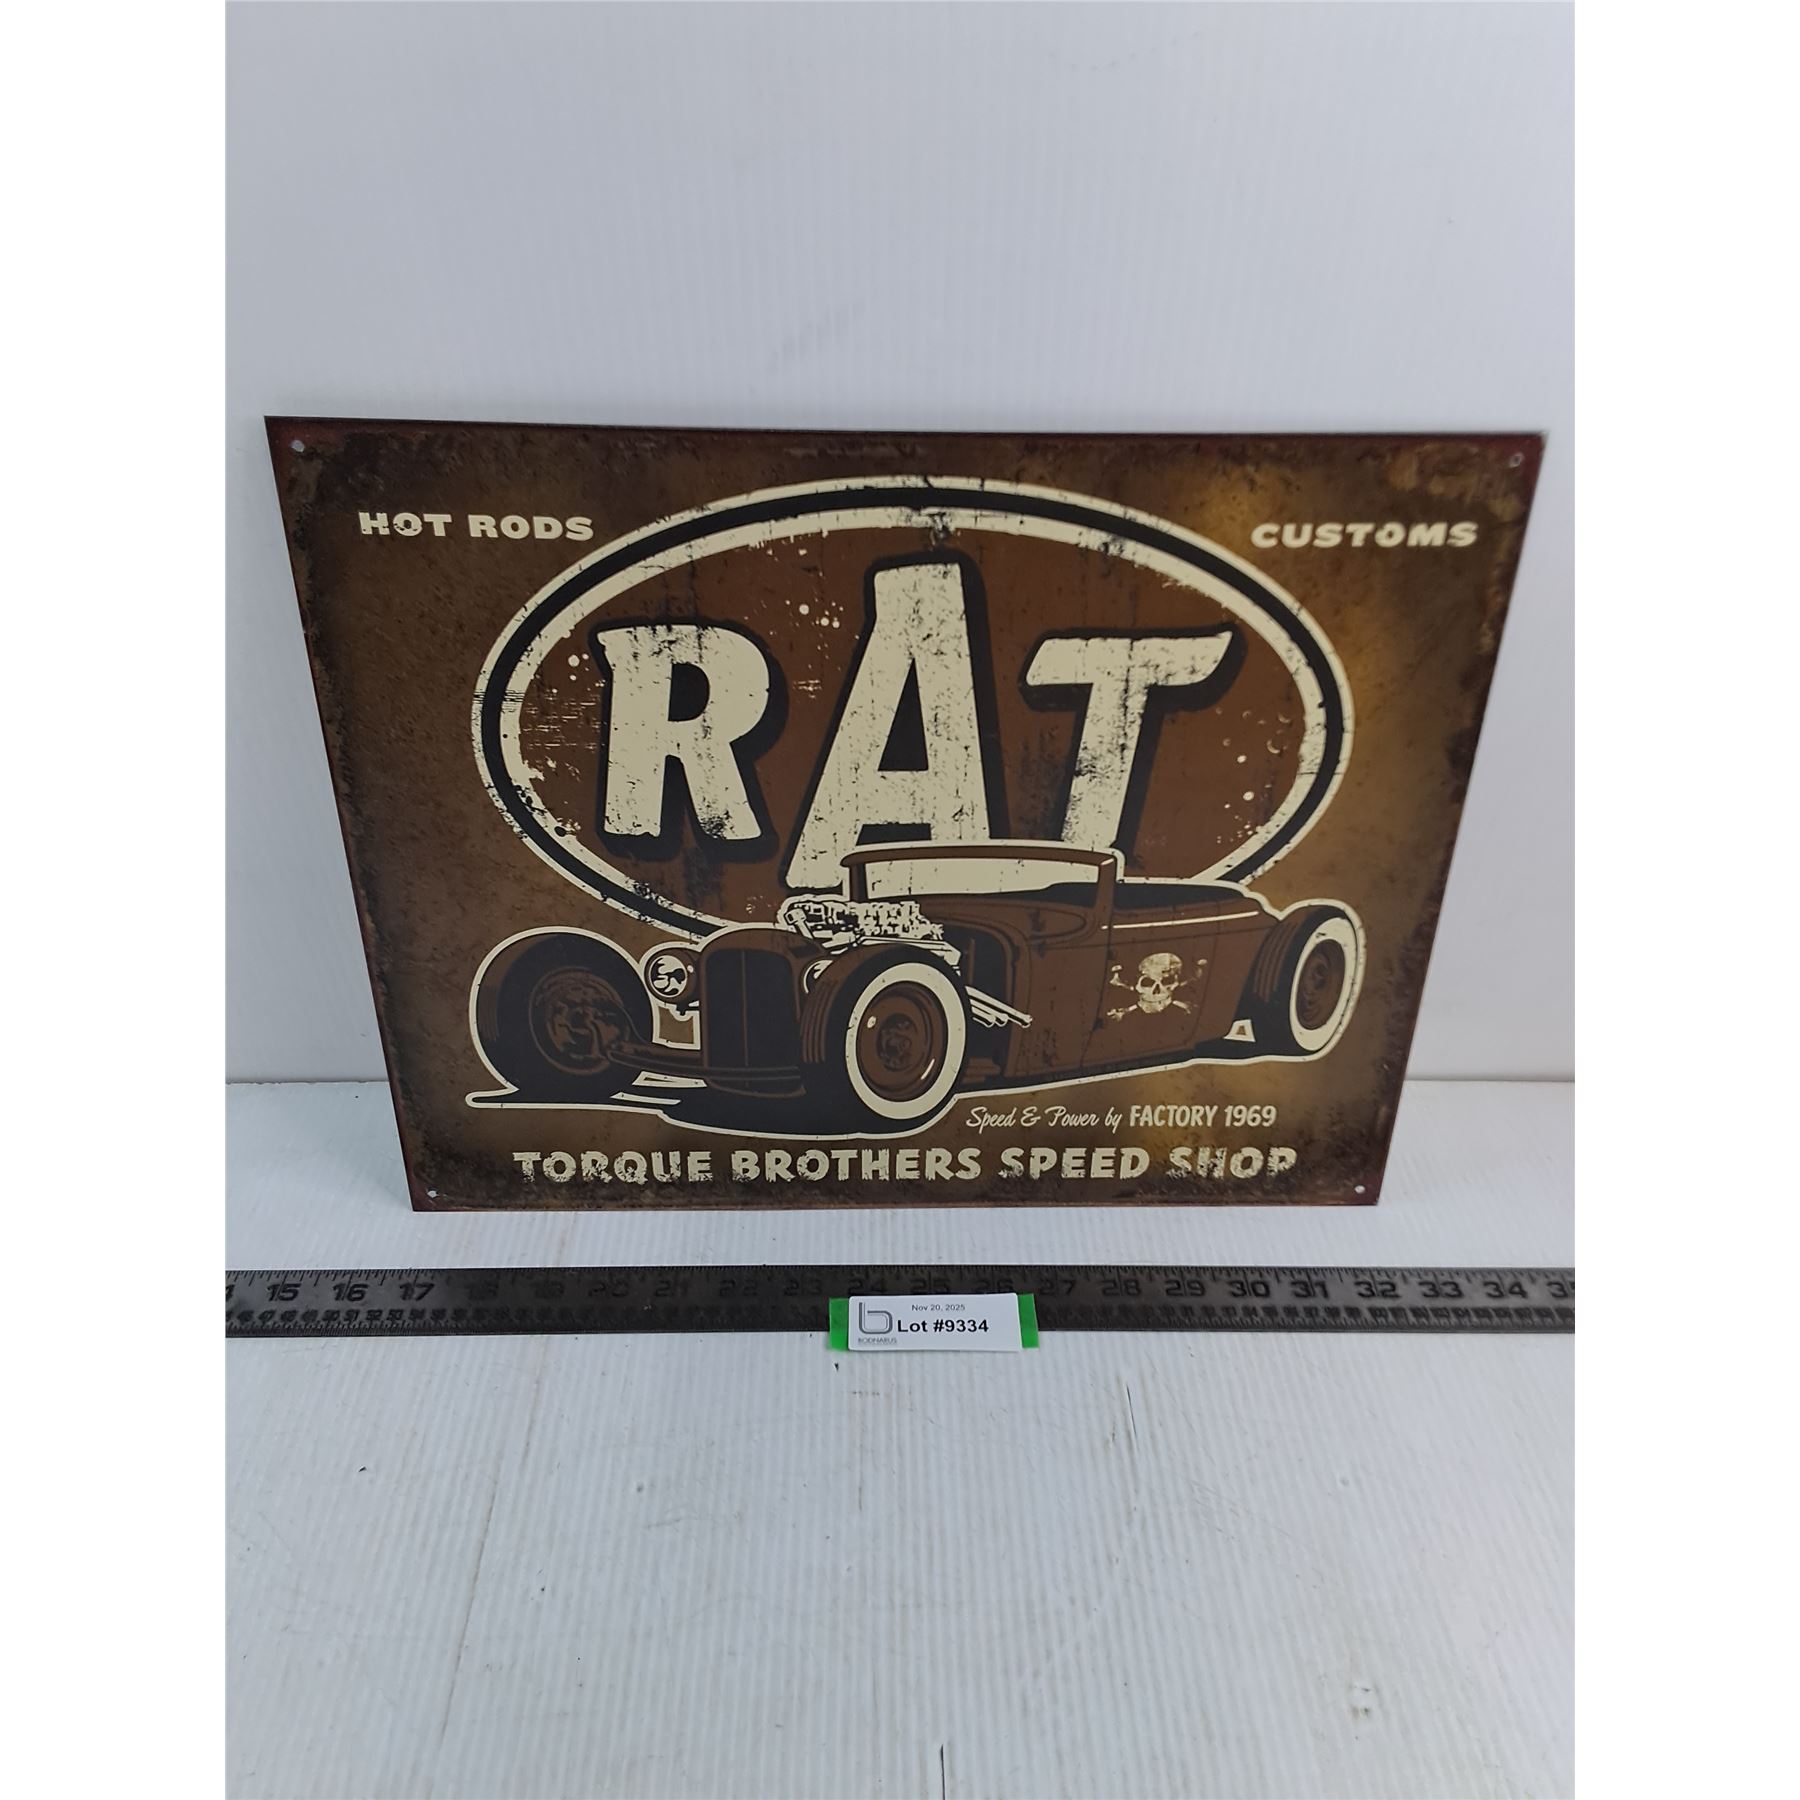 HOT RODS
CUSTOMS
RAT
Speed & Power by FACTORY 1969
TORQUE BROTHERS SPEED SHOP
15 16 17 18 19 20 21 22 23 24 25 26 27 28 29 30 31 32 33 34
Nov 20, 2025
Lot #9334
BODNARUS